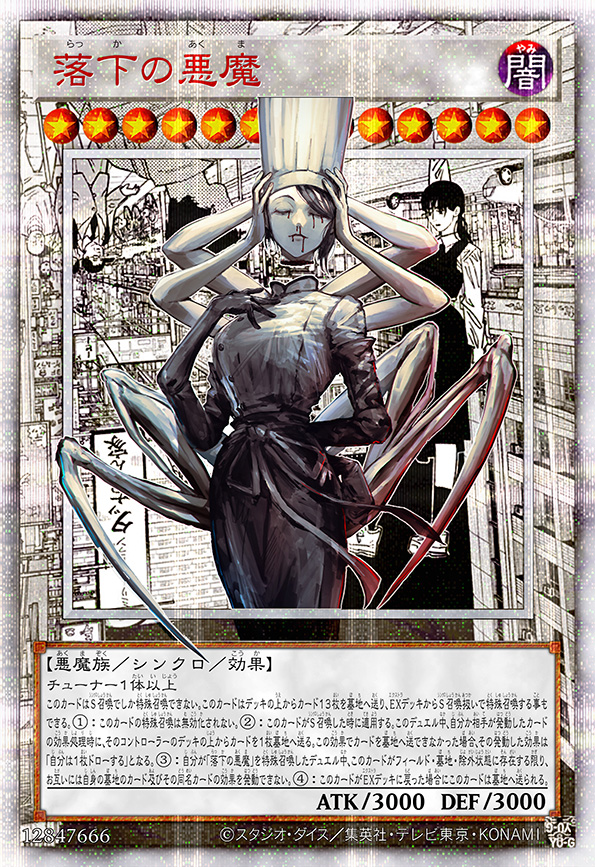 落下の悪魔
闇
【悪魔族/シンクロ/効果】
チューナー1体以上
このカードはS召喚でしか特殊召喚できない。このカードはデッキの上からカード13枚を墓地へ送り、EXデッキからS召喚扱いで特殊召喚する事も
できる。①:このカードの特殊召喚は無効化されない。②:このカードがS召喚した時に適用する。このデュエル中、自分か相手が発動したカード
の効果処理時に、そのコントローラーのデッキの上からカードを1枚墓地へ送る。この効果でカードを墓地へ送できなかった場合、その発動した効果は
「自分は1枚ドローする」となる。③:自分が「落下の悪魔」を特殊召喚したデュエル中、このカードがフィールド・墓地・除外状態に存在する限り、
お互いには自身の墓地のカード及びその同名カードの効果を発動できない。④:このカードがEXデッキに戻った場合にこのカードは墓地へ送られる。
ATK/3000 DEF/3000
12847666
©スタジオ・ダイス/集英社・テレビ東京・KONAMI